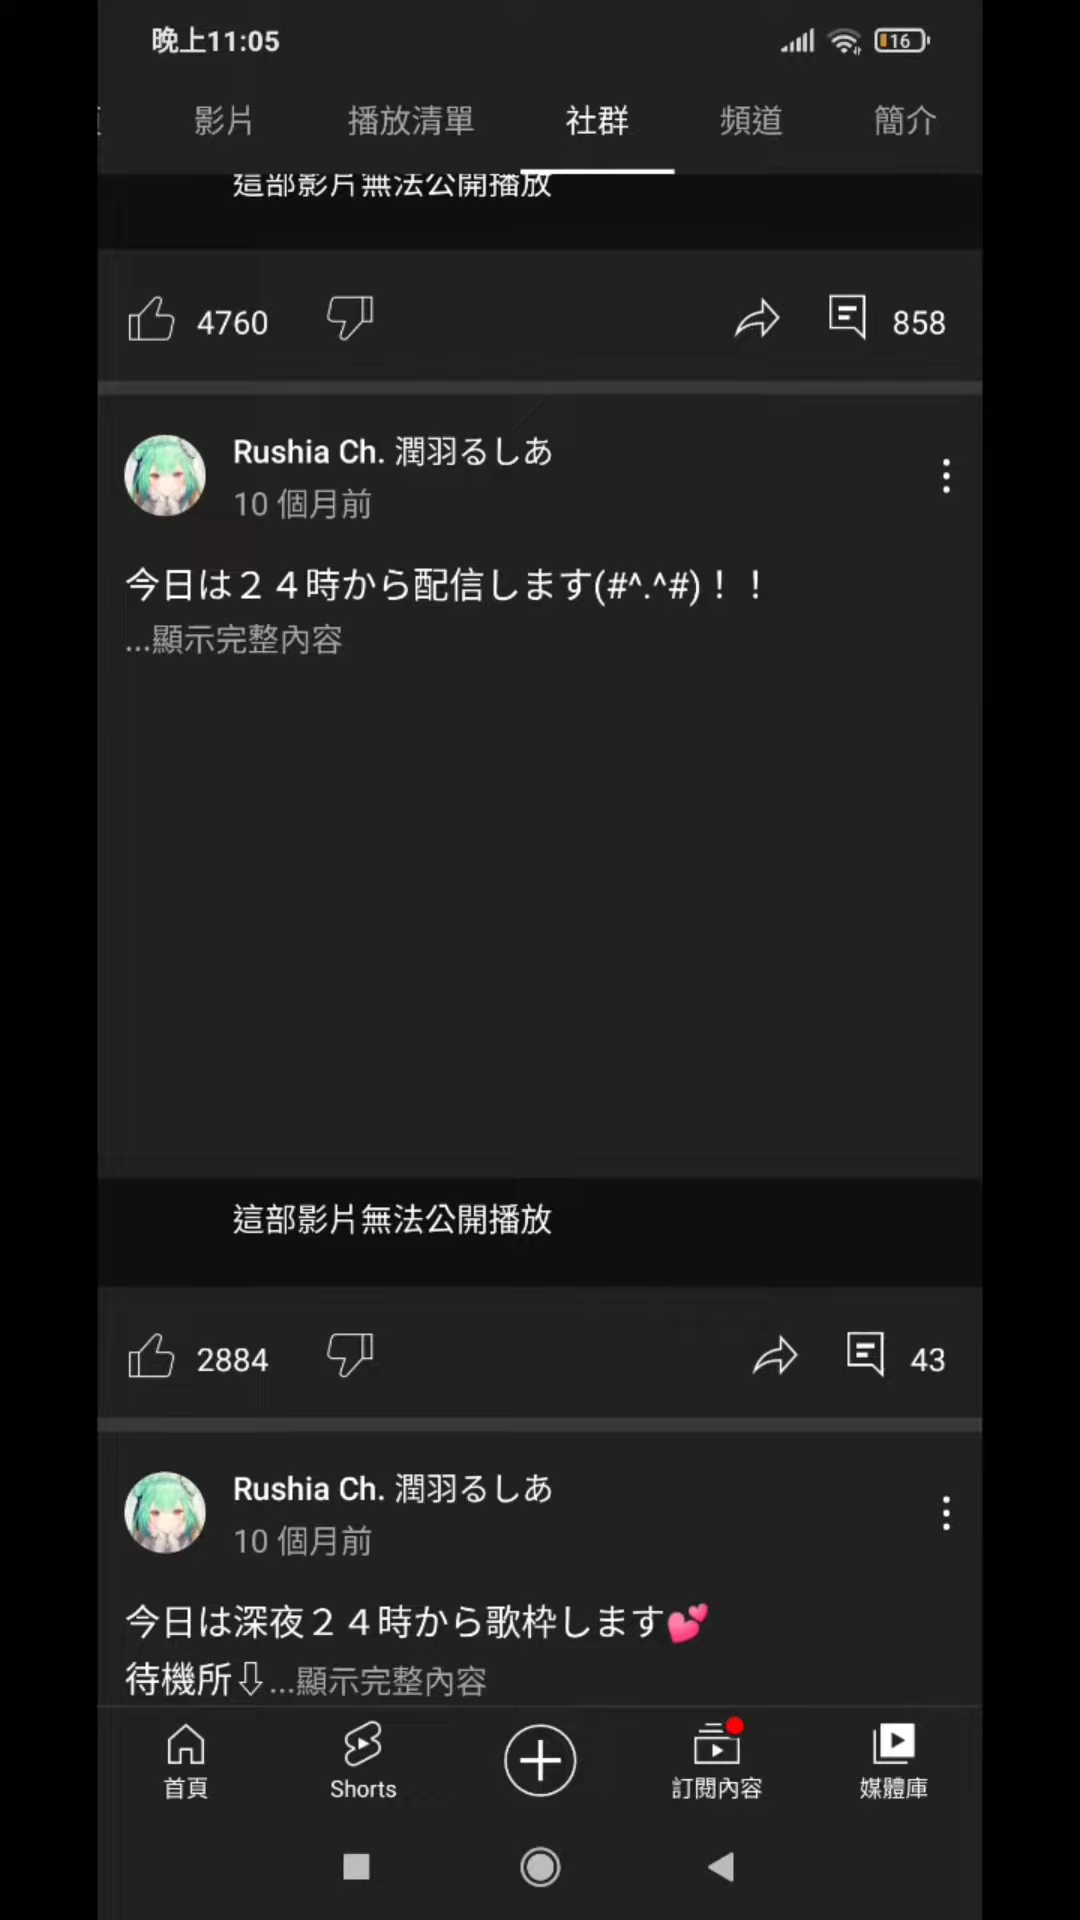 晚上11:05
16
影片
播放清單
社群
頻道
簡介
這部影片無法公開播放
4760
858
Rushia Ch. 潤羽るしあ
10 個月前
今日は２４時から配信します(#^.^#)！！
...顯示完整內容
這部影片無法公開播放
2884
43
Rushia Ch. 潤羽るしあ
10 個月前
今日は深夜２４時から歌枠します💕
待機所⇩...顯示完整內容
首頁
Shorts
訂閱內容
媒體庫